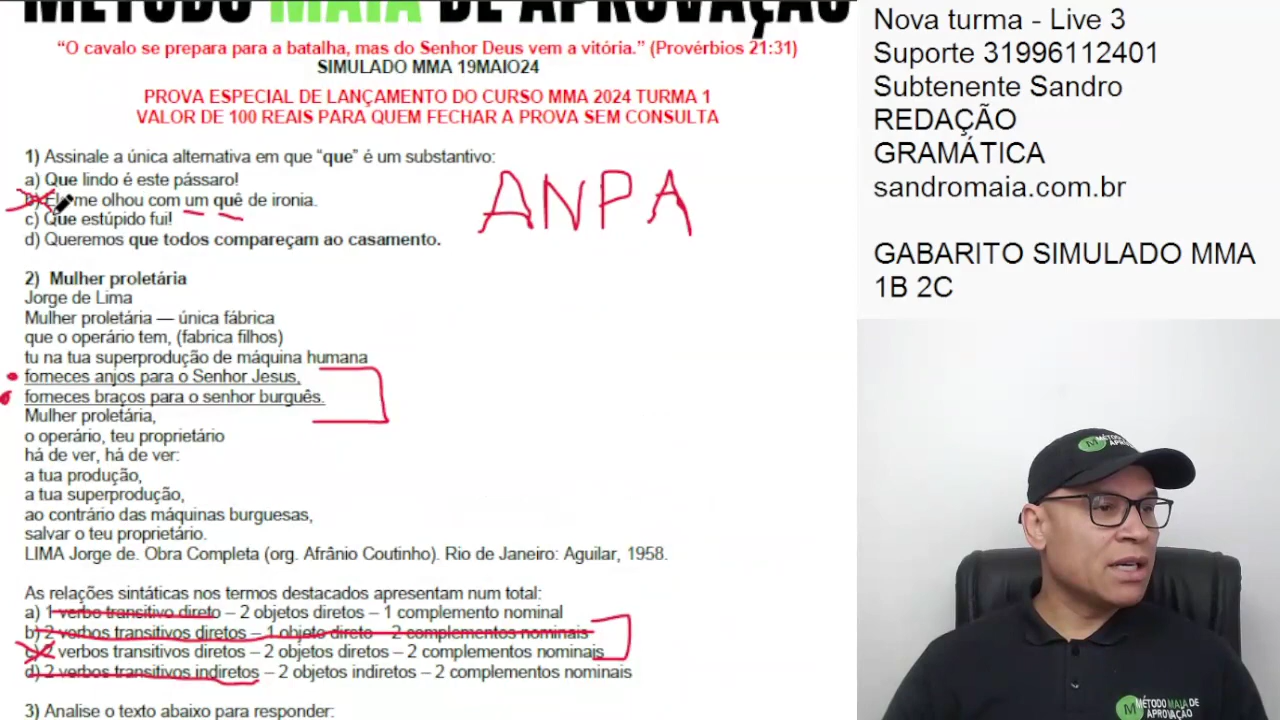 MÉTODO MAIA DE APROVAÇÃO
“O cavalo se prepara para a batalha, mas do Senhor Deus vem a vitória.” (Provérbios 21:31)
SIMULADO MMA 19MAIO24
PROVA ESPECIAL DE LANÇAMENTO DO CURSO MMA 2024 TURMA 1
VALOR DE 100 REAIS PARA QUEM FECHAR A PROVA SEM CONSULTA
1) Assinale a única alternativa em que “que” é um substantivo:
a) Que lindo é este pássaro!
b) Ela me olhou com um quê de ironia.
c) Que estúpido fui!
d) Queremos que todos compareçam ao casamento.
ANPA
2) Mulher proletária
Jorge de Lima
Mulher proletária — única fábrica
que o operário tem, (fabrica filhos)
tu na tua superprodução de máquina humana
forneces anjos para o Senhor Jesus,
forneces braços para o senhor burguês.
Mulher proletária,
o operário, teu proprietário
há de ver, há de ver:
a tua produção,
a tua superprodução,
ao contrário das máquinas burguesas,
salvar o teu proprietário.
LIMA Jorge de. Obra Completa (org. Afrânio Coutinho). Rio de Janeiro: Aguilar, 1958.
As relações sintáticas nos termos destacados apresentam num total:
a) 1 verbo transitivo direto – 2 objetos diretos – 1 complemento nominal
b) 2 verbos transitivos diretos – 1 objeto direto – 2 complementos nominais
c) 2 verbos transitivos diretos – 2 objetos diretos – 2 complementos nominais
d) 2 verbos transitivos indiretos – 2 objetos indiretos – 2 complementos nominais
3) Analise o texto abaixo para responder:
Nova turma - Live 3
Suporte 31996112401
Subtenente Sandro
REDAÇÃO
GRAMÁTICA
sandromaia.com.br
GABARITO SIMULADO MMA
1B 2C
MÉTODO MAIA DE
APROVAÇÃO